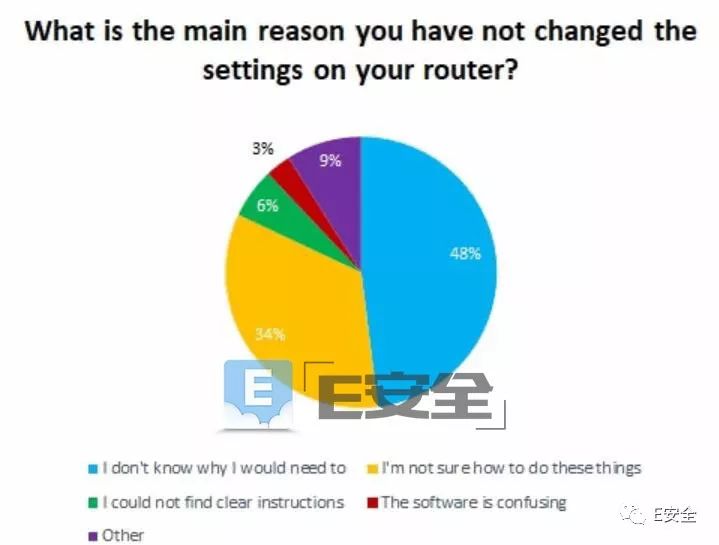 What is the main reason you have not changed the
settings on your router?
3%
9%
6%
48%
34%
E
E安全
I don't know why I would need to
I'm not sure how to do these things
I could not find clear instructions
The software is confusing
Other
E安全